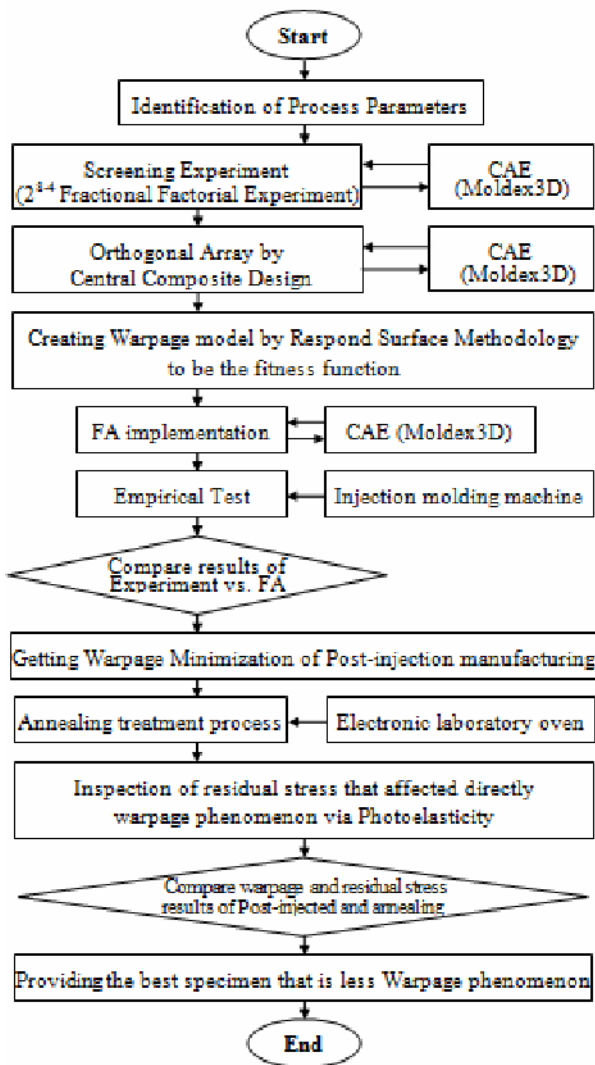 Start
Identification of Process Parameters
Screening Experiment
(2⁸⁻⁴ Fractional Factorial Experiment)
CAE
(Moldex3D)
Orthogonal Array by
Central Composite Design
CAE
(Moldex3D)
Creating Warpage model by Respond Surface Methodology
to be the fitness function
FA implementation
CAE (Moldex3D)
Empirical Test
Injection molding machine
Compare results of
Experiment vs. FA
Getting Warpage Minimization of Post-injection manufacturing
Annealing treatment process
Electronic laboratory oven
Inspection of residual stress that affected directly
warpage phenomenon via Photoelasticity
Compare warpage and residual stress
results of Post-injected and annealing
Providing the best specimen that is less Warpage phenomenon
End